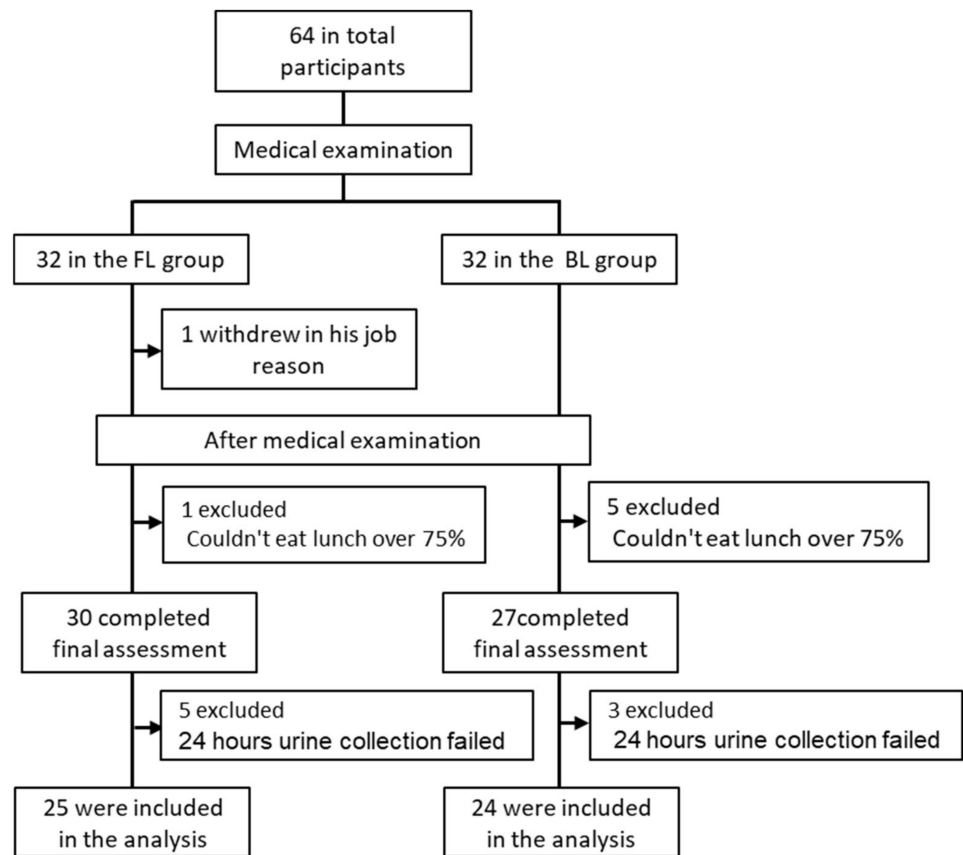 64 in total
participants
Medical examination
32 in the FL group
32 in the BL group
1 withdrew in his job
reason
After medical examination
1 excluded
Couldn't eat lunch over 75%
5 excluded
Couldn't eat lunch over 75%
30 completed
final assessment
27completed
final assessment
5 excluded
24 hours urine collection failed
3 excluded
24 hours urine collection failed
25 were included
in the analysis
24 were included
in the analysis